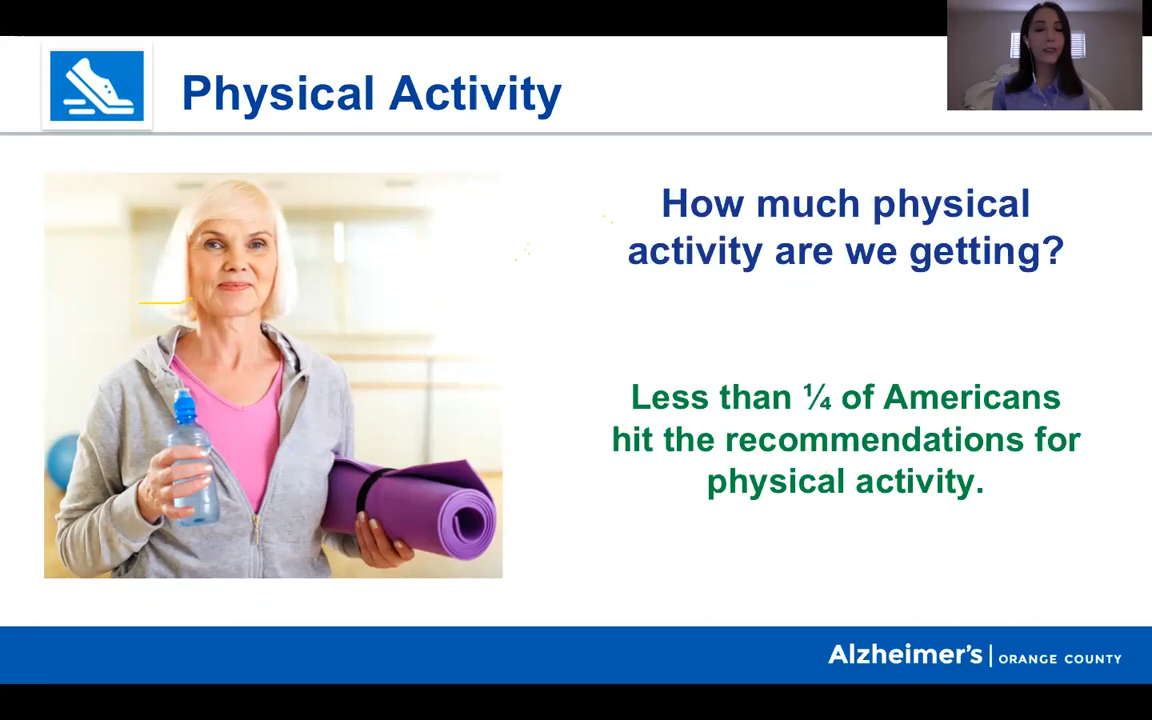 Physical Activity
How much physical
activity are we getting?
Less than ¼ of Americans
hit the recommendations for
physical activity.
Alzheimer's | ORANGE COUNTY